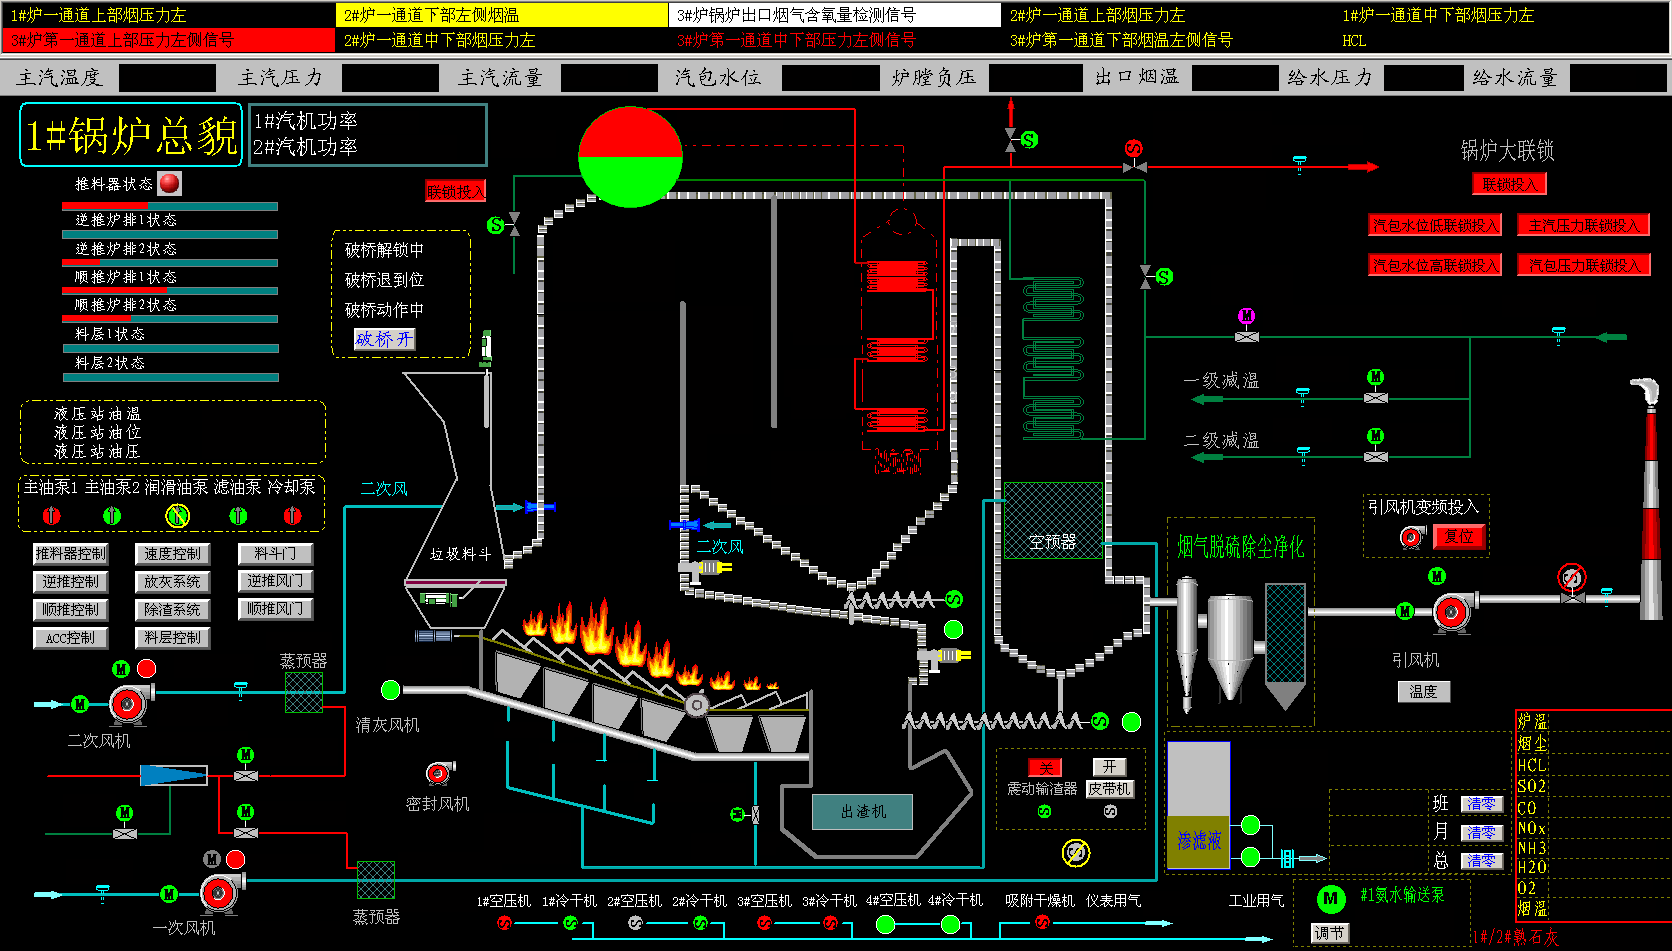 1#炉一通道上部烟压力左
2#炉一通道下部左侧烟温
3#炉锅炉出口烟气含氧量检测信号
2#炉一通道上部烟压力左
1#炉一通道中下部烟压力左
3#炉第一通道上部压力左侧信号
2#炉一通道中下部烟压力左
3#炉第一通道中下部压力左侧信号
3#炉第一通道下部烟温左侧信号
HCL
主汽温度
主汽压力
主汽流量
汽包水位
炉膛负压
出口烟温
给水压力
给水流量
1#锅炉总貌
1#汽机功率
2#汽机功率
推料器状态
逆推炉排1状态
逆推炉排2状态
顺推炉排1状态
顺推炉排2状态
料层1状态
料层2状态
液压站油温
液压站油位
液压站油压
主油泵1 主油泵2 润滑油泵 滤油泵 冷却泵
推料器控制
速度控制
料斗门
逆推控制
放灰系统
逆推风门
顺推控制
除渣系统
顺推风门
ACC控制
料层控制
联锁投入
破桥解锁中
破桥退到位
破桥动作中
破桥开
二次风
垃圾料斗
二次风
空预器
锅炉大联锁
联锁投入
汽包水位低联锁投入
主汽压力联锁投入
汽包水位高联锁投入
汽包压力联锁投入
M
一级减温
M
二级减温
M
引风机变频投入
复位
烟气脱硫除尘净化
M
M
引风机
温度
蒸预器
M
M
二次风机
清灰风机
密封风机
M
M
M
M
M
一次风机
蒸预器
M
出渣机
关
开
震动输渣器
皮带机
渗滤液
班
清零
月
清零
总
清零
炉温
烟尘
HCL
SO2
CO
NOx
NH3
H2O
O2
烟温
1#/2#熟石灰
1#空压机
1#冷干机
2#空压机
2#冷干机
3#空压机
3#冷干机
4#空压机
4#冷干机
吸附干燥机
仪表用气
工业用气
M
#1氨水输送泵
调节